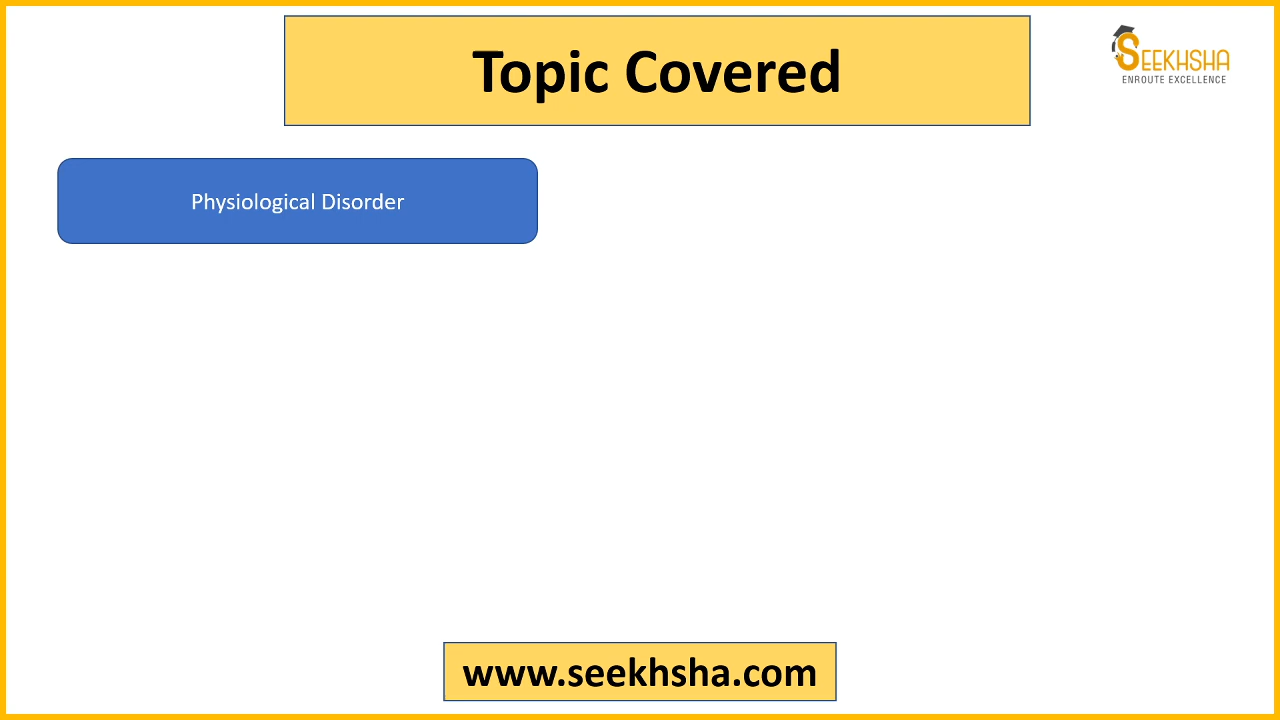 Topic Covered
SEEKHSHA
ENROUTE EXCELLENCE
Physiological Disorder
www.seekhsha.com